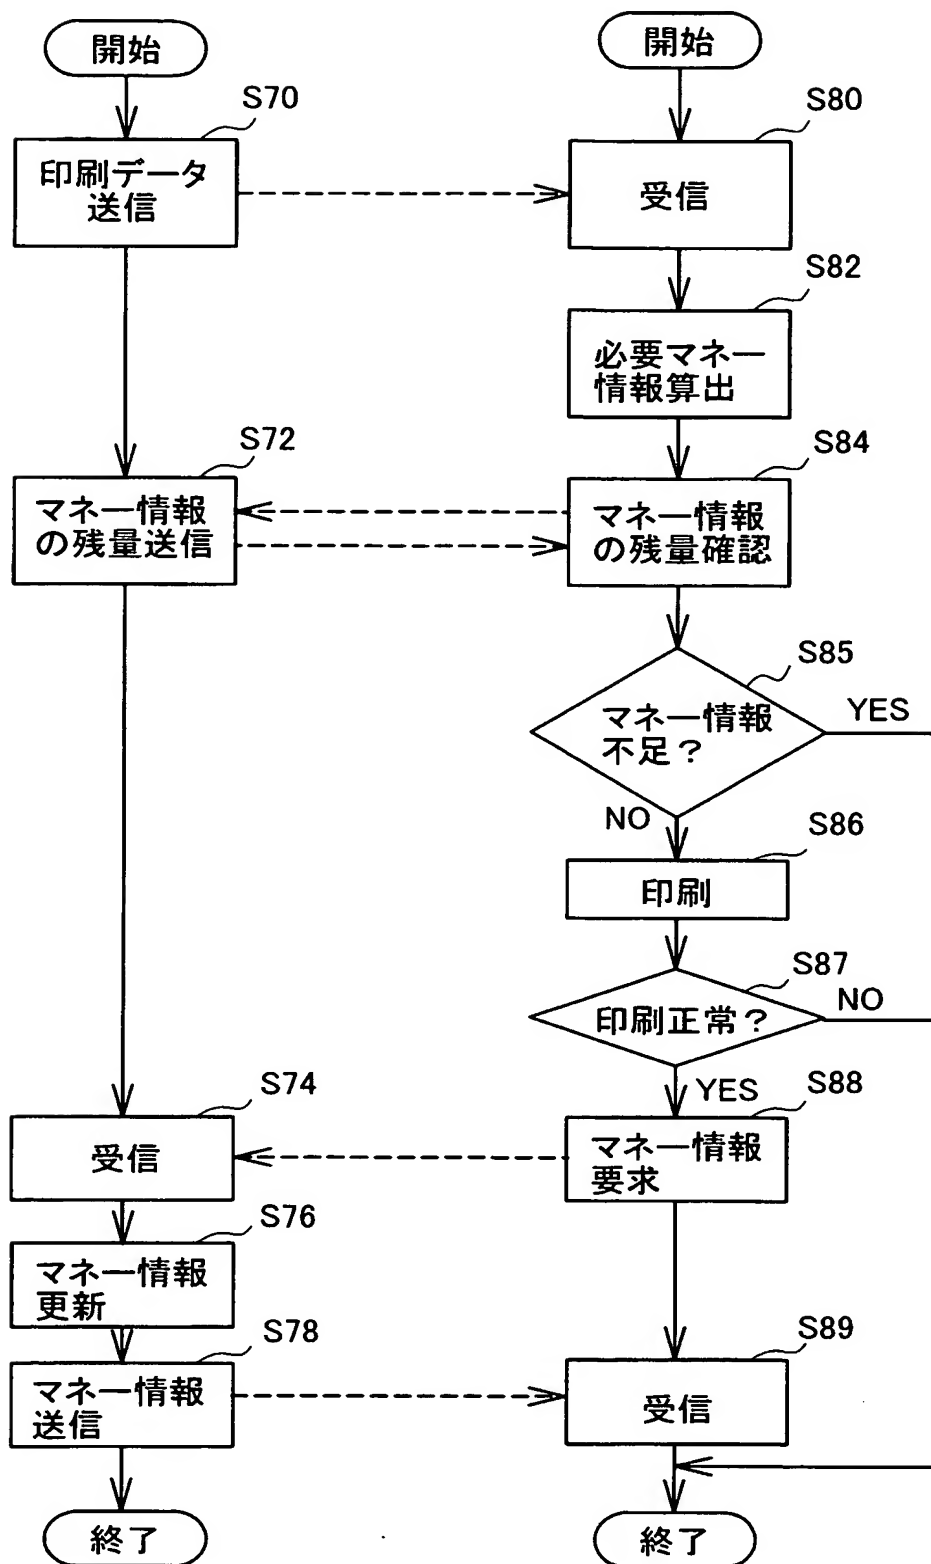 開始
S70
印刷データ
送信
S72
マネー情報
の残量送信
S74
受信
S76
マネー情報
更新
S78
マネー情報
送信
終了
開始
S80
受信
S82
必要マネー
情報算出
S84
マネー情報
の残量確認
S85
マネー情報
不足?
YES
NO
S86
印刷
S87
印刷正常?
NO
YES
S88
マネー情報
要求
S89
受信
終了